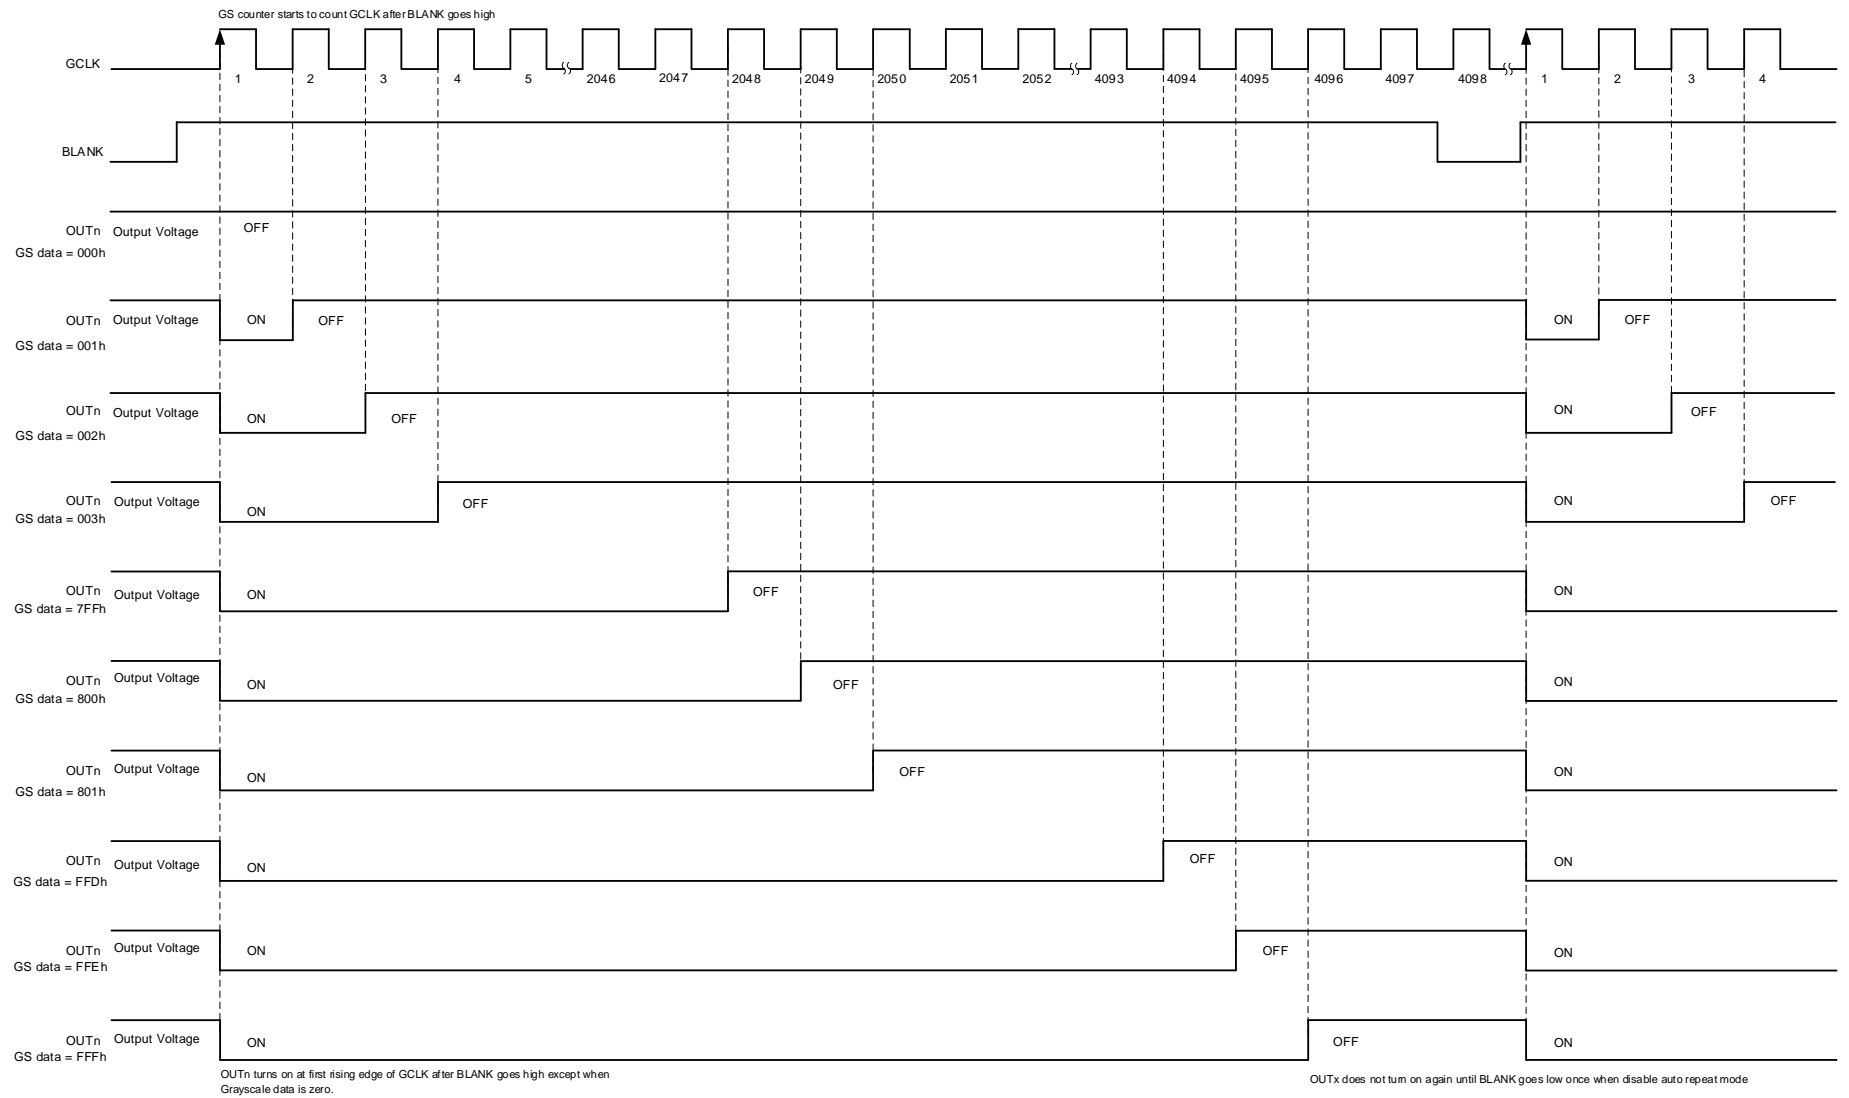 GS counter starts to count GCLK after BLANK goes high
GCLK
1 2 3 4 5 2046 2047 2048 2049 2050 2051 2052 4093 4094 4095 4096 4097 4098 1 2 3 4
BLANK
OUTn Output Voltage OFF
GS data = 000h
OUTn Output Voltage ON OFF ON OFF
GS data = 001h
OUTn Output Voltage ON OFF ON OFF
GS data = 002h
OUTn Output Voltage ON OFF ON OFF
GS data = 003h
OUTn Output Voltage ON OFF ON
GS data = 7FFh
OUTn Output Voltage ON OFF ON
GS data = 800h
OUTn Output Voltage ON OFF ON
GS data = 801h
OUTn Output Voltage ON OFF ON
GS data = FFDh
OUTn Output Voltage ON OFF ON
GS data = FFEh
OUTn Output Voltage ON OFF ON
GS data = FFFh
OUTn turns on at first rising edge of GCLK after BLANK goes high except when
Grayscale data is zero.
OUTx does not turn on again until BLANK goes low once when disable auto repeat mode